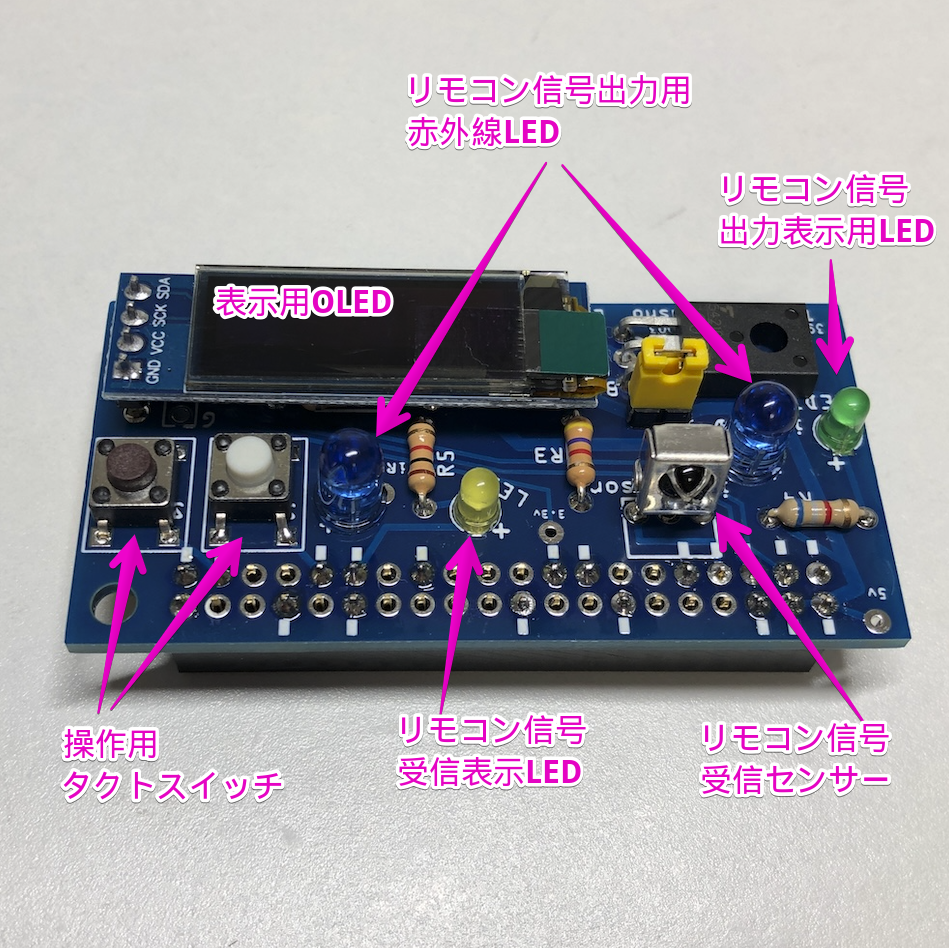 リモコン信号出力用
赤外線LED
リモコン信号
出力表示用LED
表示用OLED
GND VCC SCK SDA
R5
R3
LE
3.3v
R4
5v
操作用
タクトスイッチ
リモコン信号
受信表示LED
リモコン信号
受信センサー